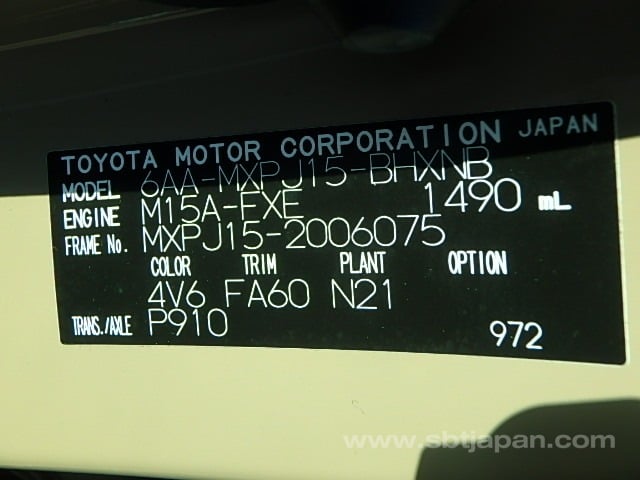 TOYOTA MOTOR CORPORATION JAPAN
MODEL 6AA-MXPJ15-BHXNB
ENGINE M15A-FXE 1490 mL
FRAME No. MXPJ15-2006075
COLOR TRIM PLANT OPTION
4V6 FA60 N21
TRANS./AXLE P910 972
www.sbtjapan.com